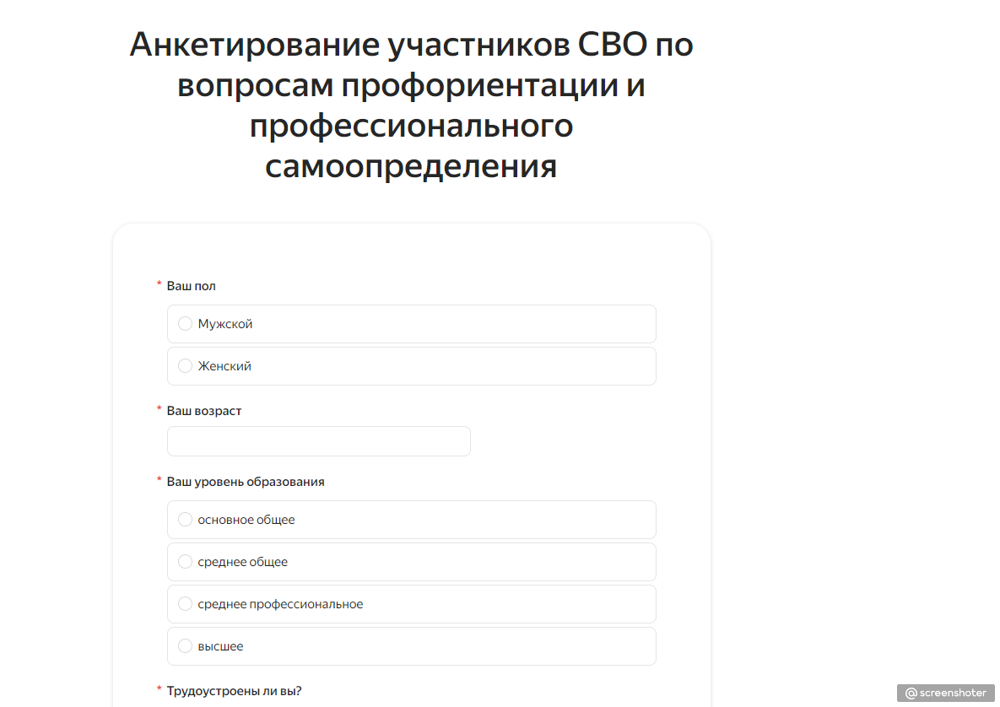 Анкетирование участников СВО по
вопросам профориентации и
профессионального
самоопределения
* Ваш пол
Мужской
Женский
* Ваш возраст
* Ваш уровень образования
основное общее
среднее общее
среднее профессиональное
высшее
* Трудоустроены ли вы?
@ screenshoter